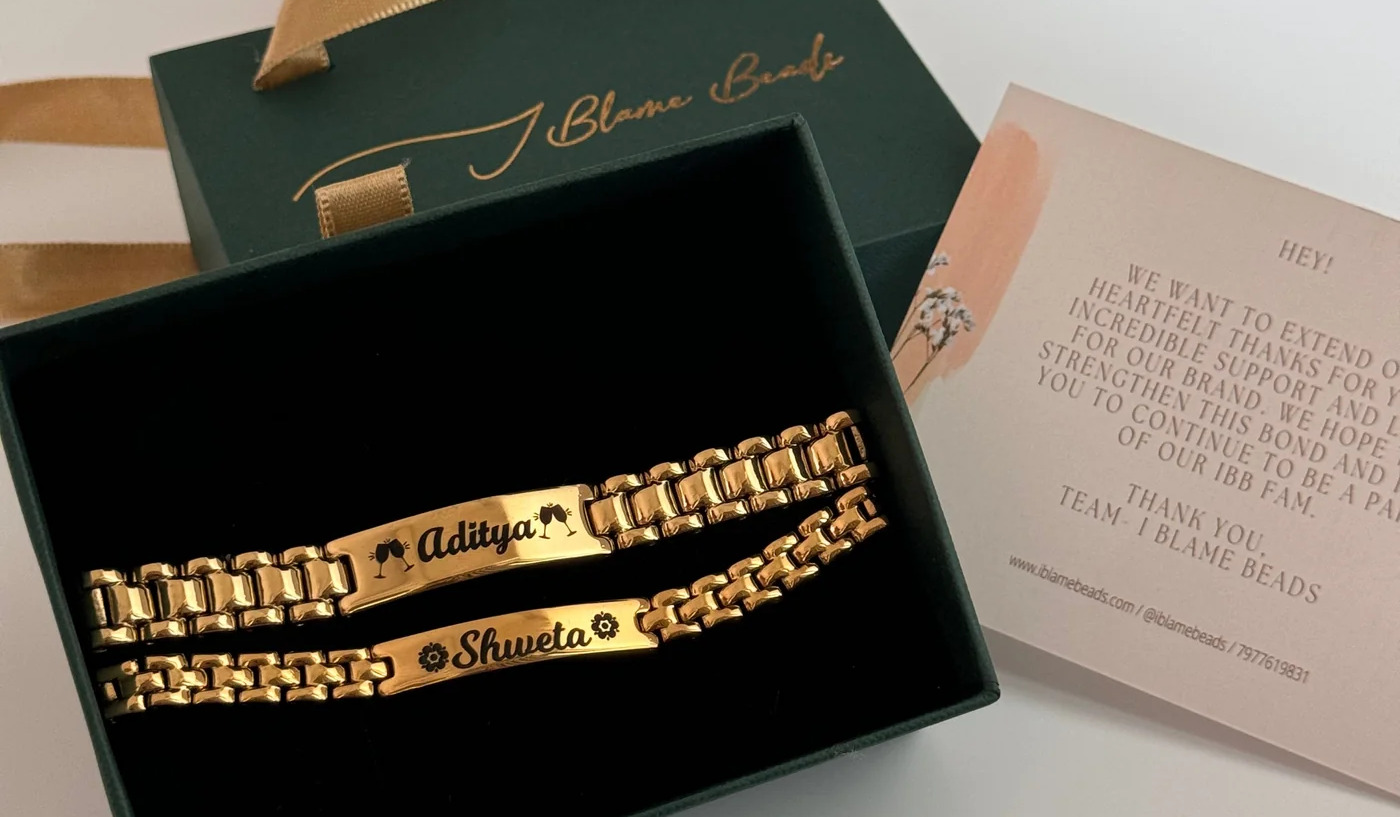 I Blame Beads
Aditya
Shweta
HEY!
WE WANT TO EXTEND
HEARTFELT THANKS FOR
INCREDIBLE SUPPORT AND
FOR OUR BRAND. WE HOPE
STRENGTHEN THIS BOND AND
YOU TO CONTINUE TO BE A
OF OUR IBB FAM.
THANK YOU,
TEAM- I BLAME BEADS
www.iblamebeads.com / @iblamebeads / 7977619831